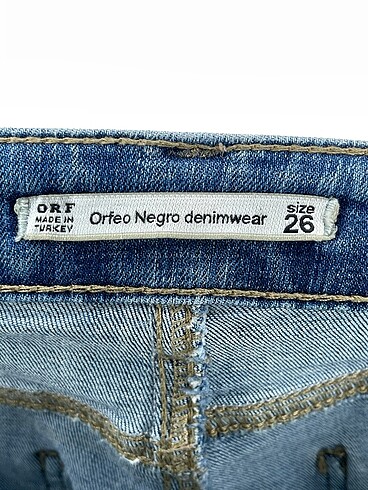 ORF
MADE IN
TURKEY
Orfeo Negro denimwear
size
26